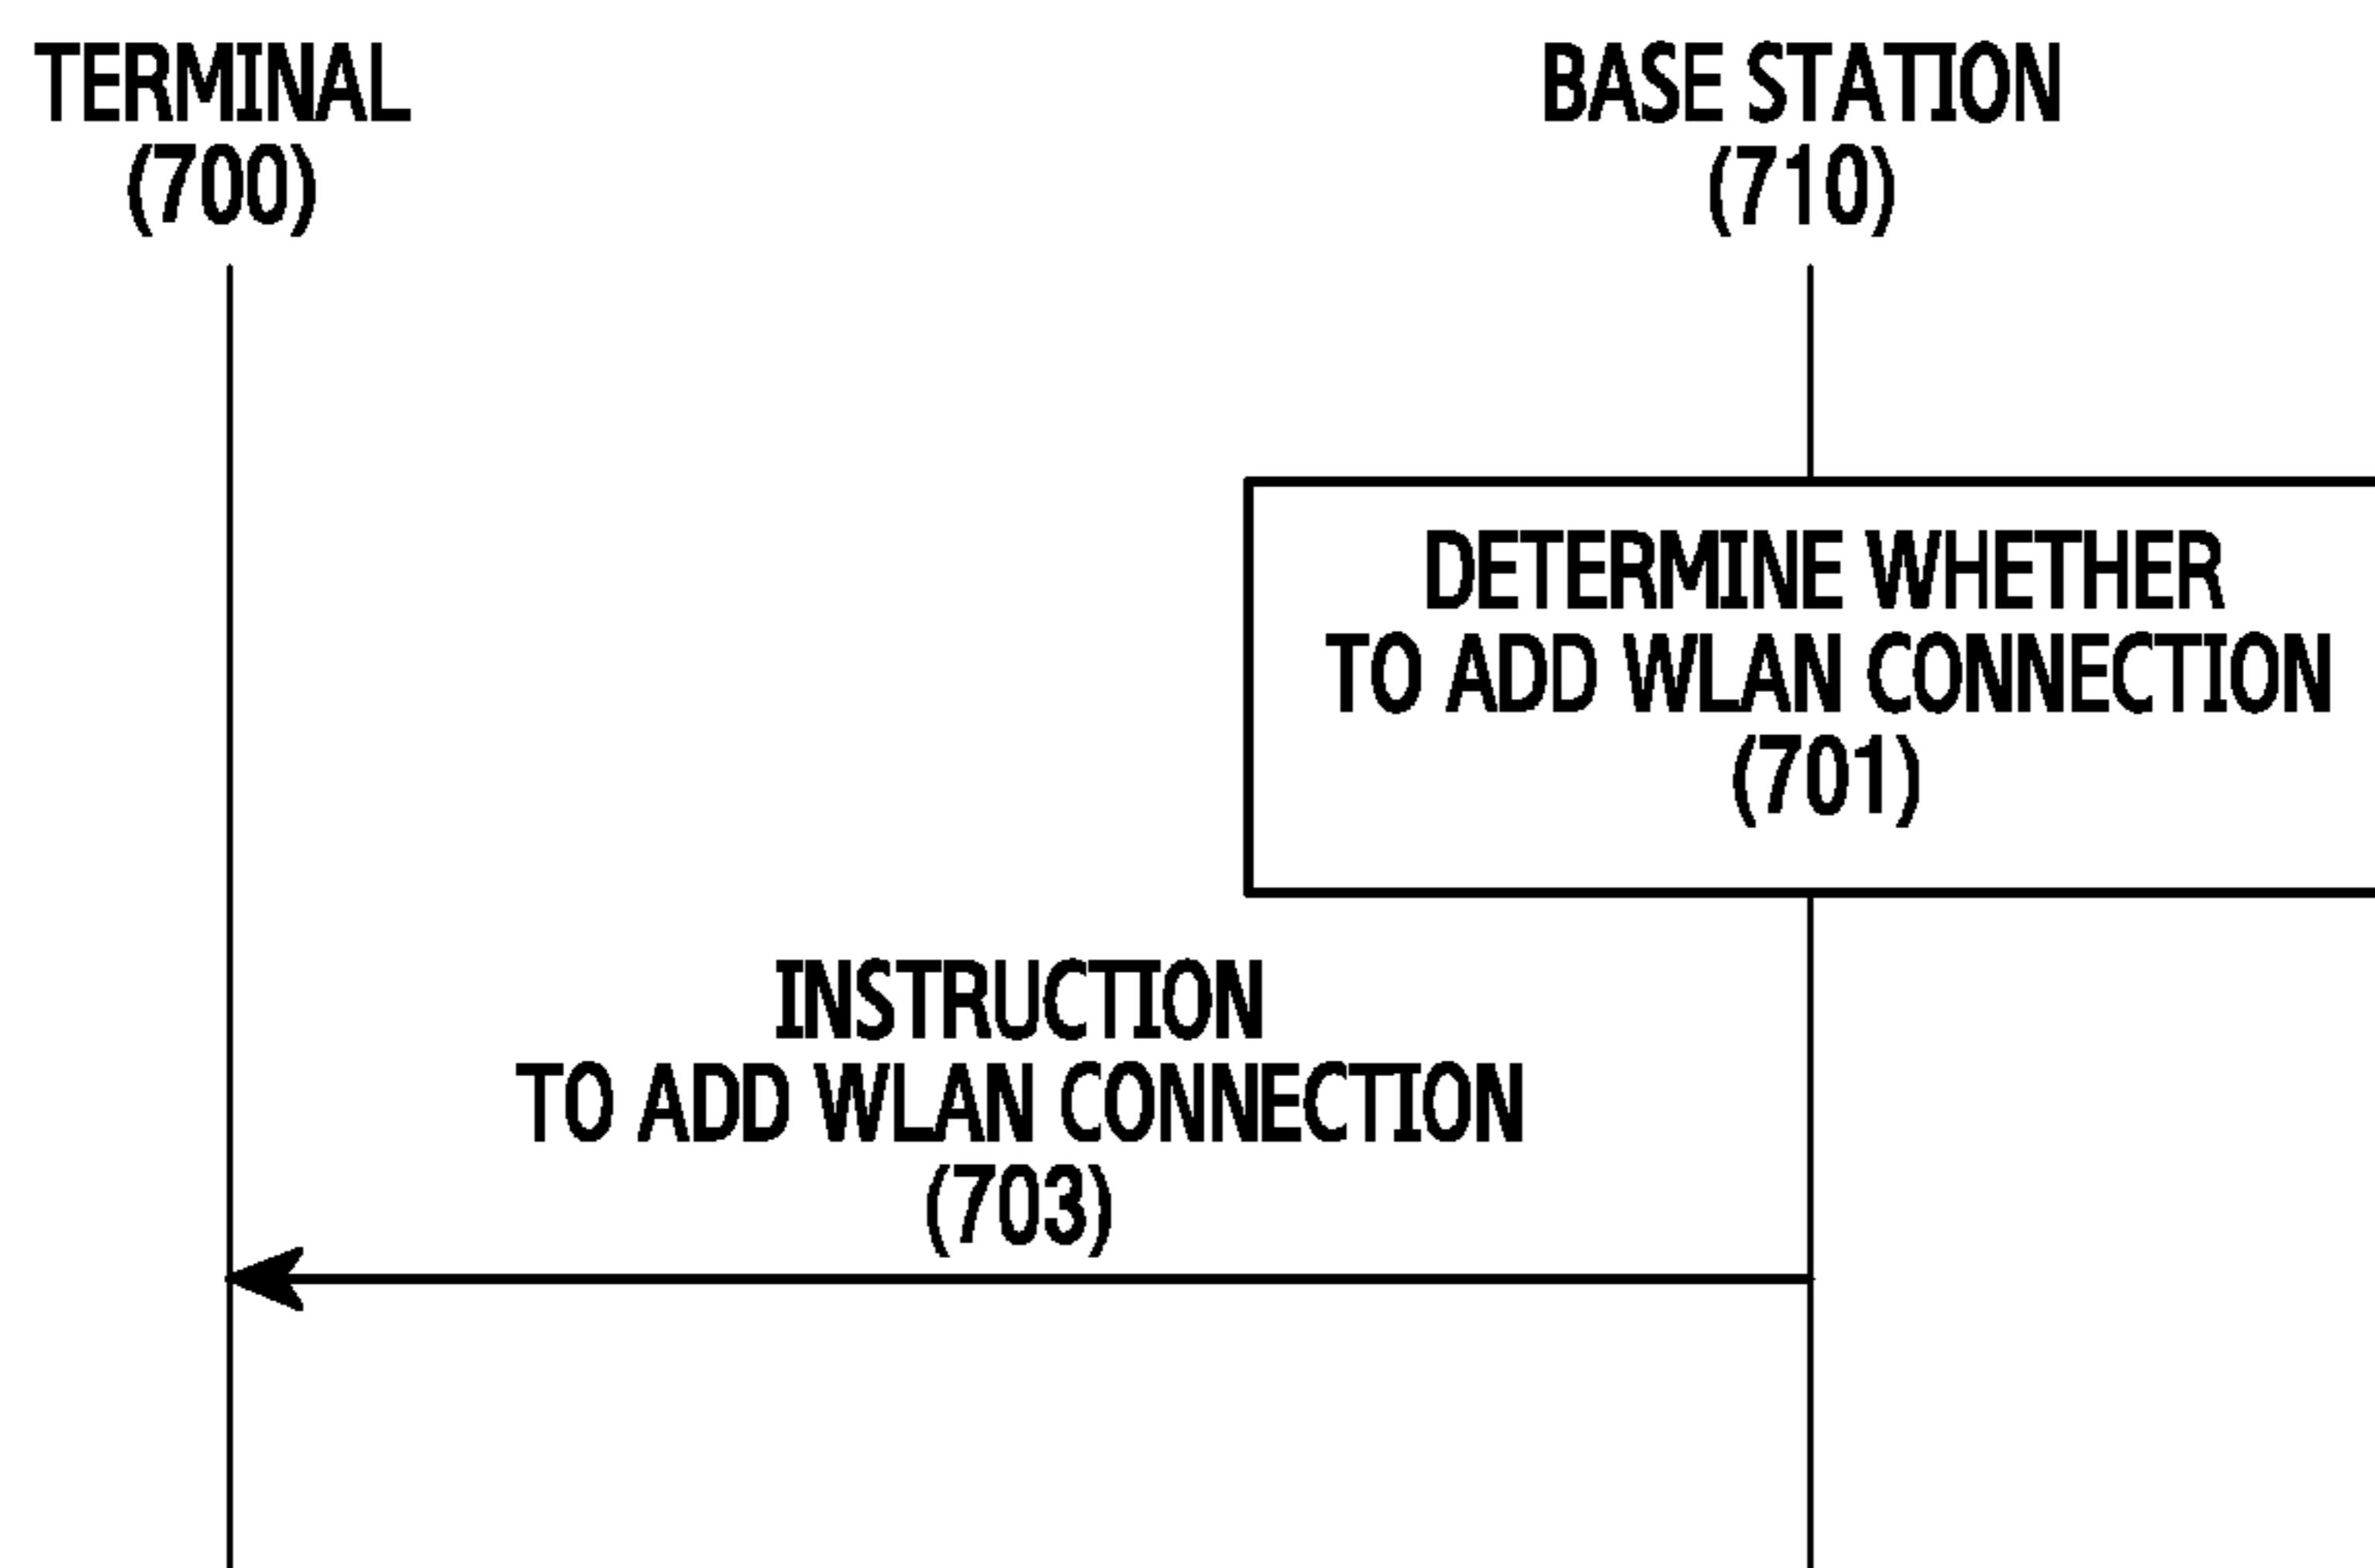 TERMINAL
(700)
BASE STATION
(710)
DETERMINE WHETHER
TO ADD WLAN CONNECTION
(701)
INSTRUCTION
TO ADD WLAN CONNECTION
(703)